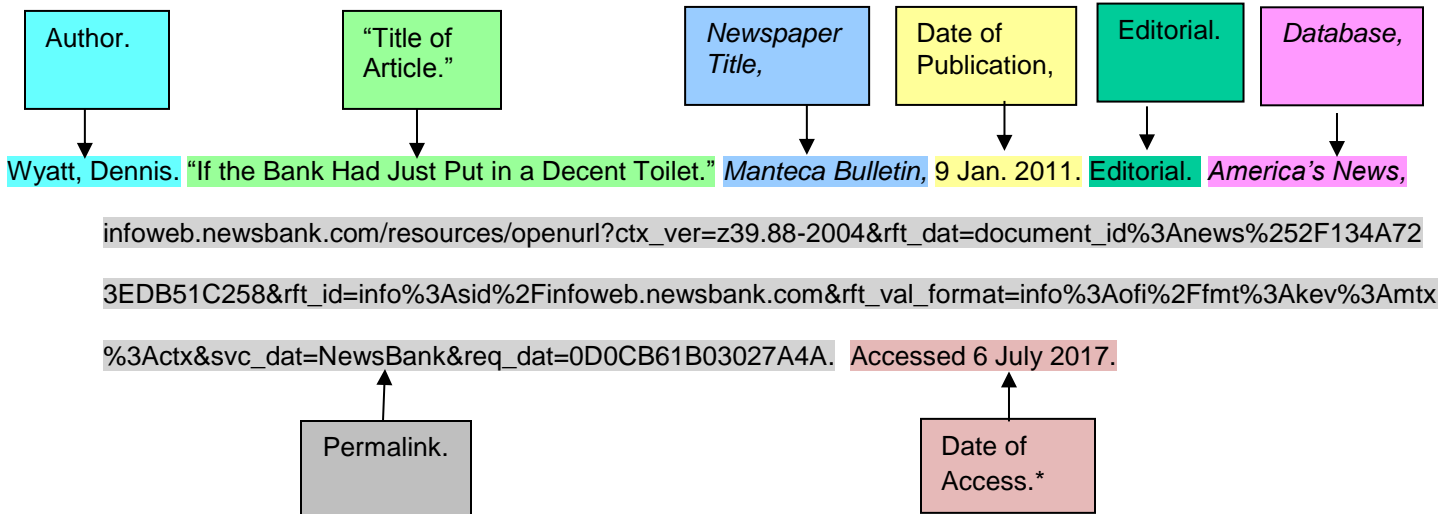 Author.
“Title of
Article.”
Newspaper
Title,
Date of
Publication,
Editorial.
Database,
Wyatt, Dennis. “If the Bank Had Just Put in a Decent Toilet.” Manteca Bulletin, 9 Jan. 2011. Editorial. America’s News,
infoweb.newsbank.com/resources/openurl?ctx_ver=z39.88-2004&rft_dat=document_id%3Anews%252F134A72
3EDB51C258&rft_id=info%3Asid%2Finfoweb.newsbank.com&rft_val_format=info%3Aofi%2Ffmt%3Akev%3Amtx
%3Actx&svc_dat=NewsBank&req_dat=0D0CB61B03027A4A. Accessed 6 July 2017.
Permalink.
Date of
Access.*